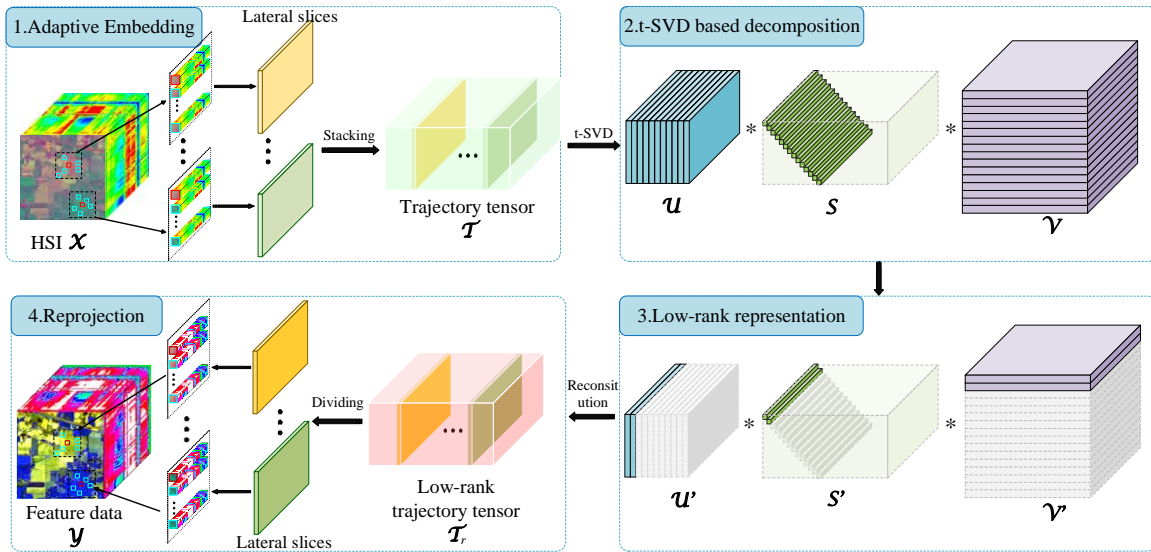 1.Adaptive Embedding
Lateral slices
HSI 𝓧
Stacking
Trajectory tensor
𝓣
t-SVD
2.t-SVD based decomposition
*
*
𝓤
𝓢
𝓥
3.Low-rank representation
*
*
𝓤'
𝓢'
𝓥'
Reconsit
ution
Low-rank
trajectory tensor
𝓣r
Dividing
4.Reprojection
Lateral slices
Feature data
𝓨